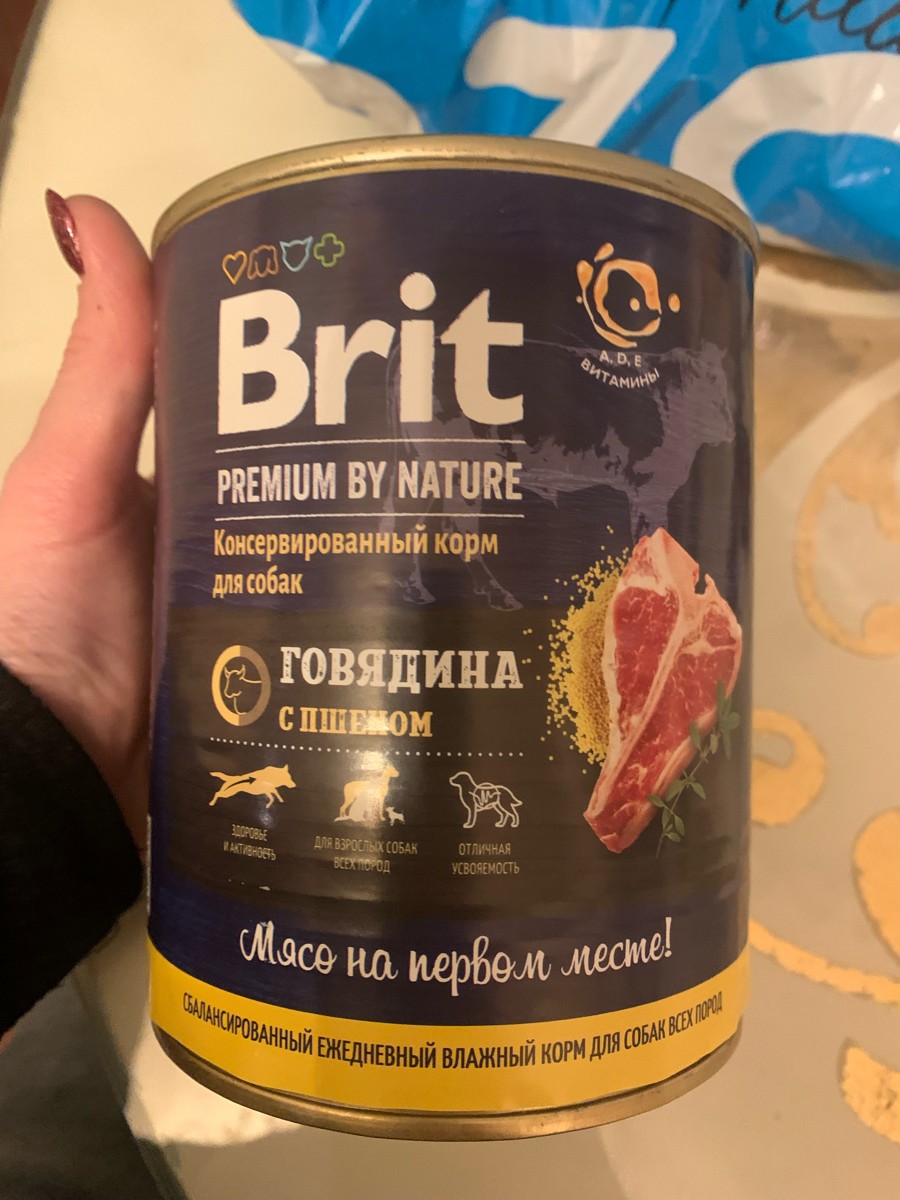 Brit
А, D, E
ВИТАМИНЫ
PREMIUM BY NATURE
Консервированный корм
для собак
ГОВЯДИНА
С ПШЕНОМ
ЗДОРОВЬЕ
И АКТИВНОСТЬ
ДЛЯ ВЗРОСЛЫХ СОБАК
ВСЕХ ПОРОД
ОТЛИЧНАЯ
УСВОЯЕМОСТЬ
Мясо на первом месте!
СБАЛАНСИРОВАННЫЙ ЕЖЕДНЕВНЫЙ ВЛАЖНЫЙ КОРМ ДЛЯ СОБАК ВСЕХ ПОРОД